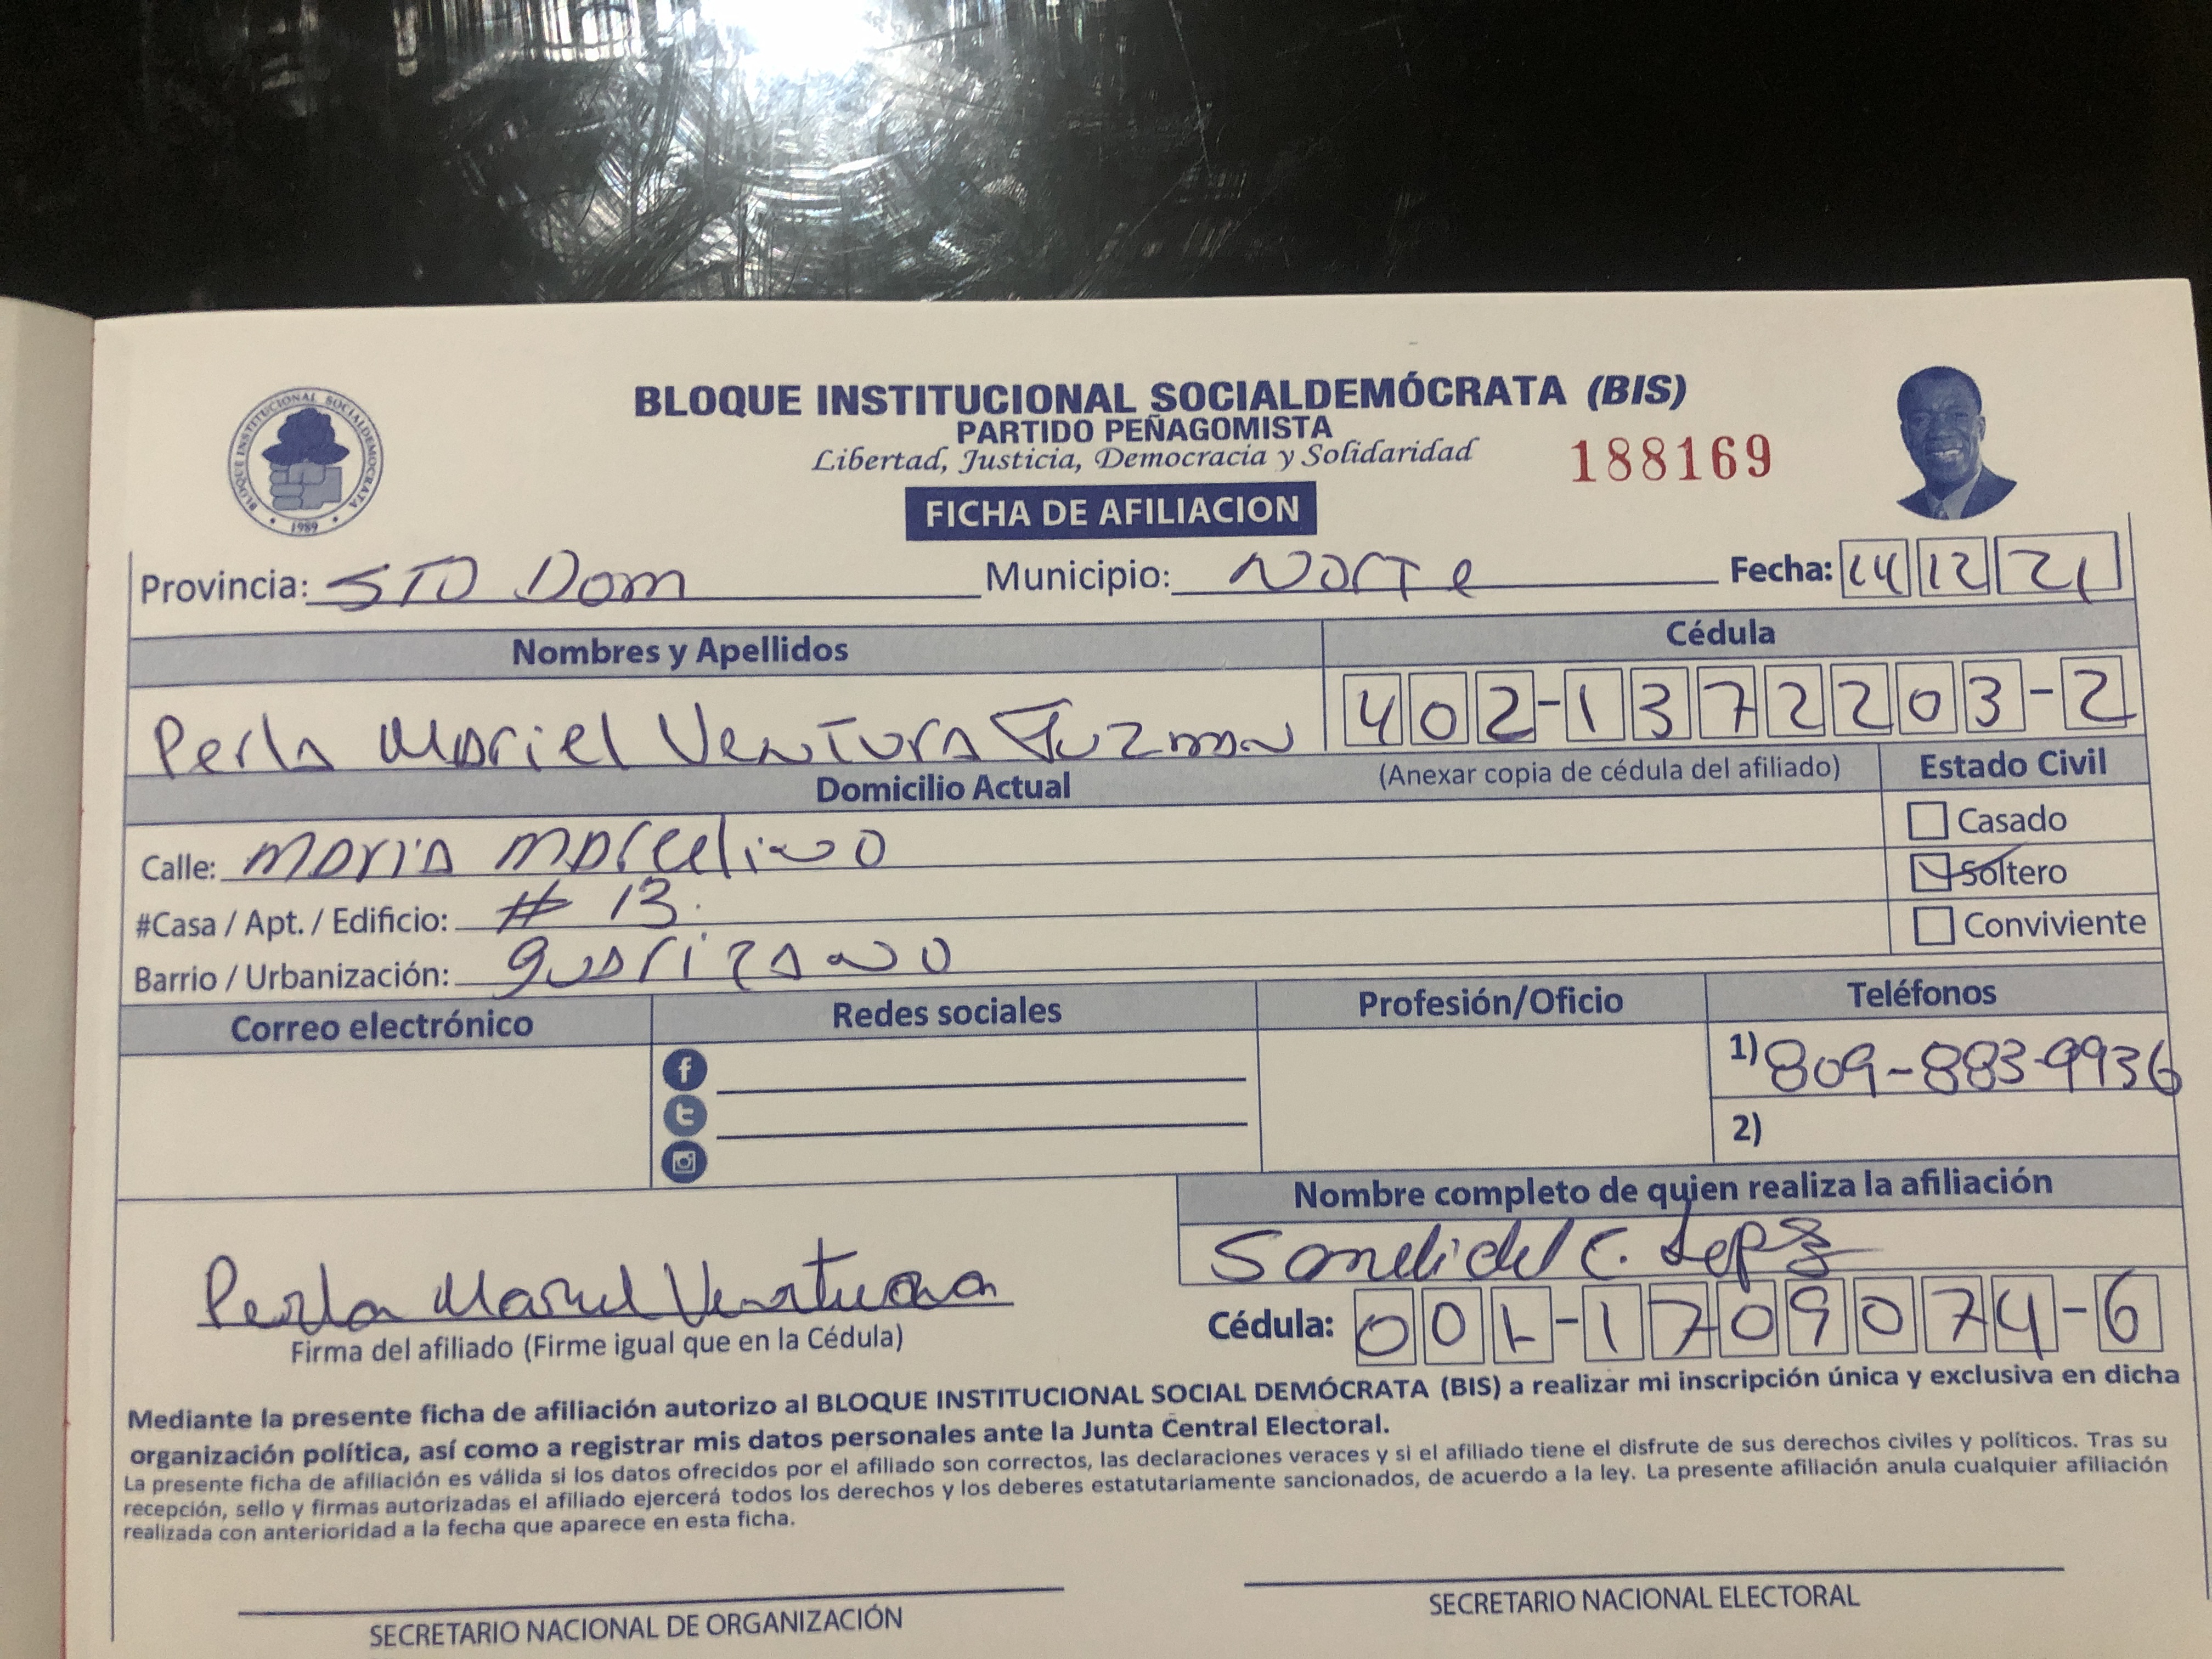 BLOQUE INSTITUCIONAL SOCIALDEMÓCRATA (BIS)
PARTIDO PEÑAGOMISTA
Libertad, Justicia, Democracia y Solidaridad
188169
BLOQUE INSTITUCIONAL SOCIALDEMOCRATA
1989
FICHA DE AFILIACION
Provincia: STO Dom Municipio: Norte Fecha: 14 12 21
Nombres y Apellidos Cédula
Perla Mariel Ventura Guzman 402-1372203-2
Domicilio Actual (Anexar copia de cédula del afiliado) Estado Civil
Casado
Calle: Maria Marcelino
Soltero
#Casa / Apt. / Edificio: # 13
Conviviente
Barrio / Urbanización: guaricano
Correo electrónico Redes sociales Profesión/Oficio Teléfonos
1) 809-883-9936
2)
Nombre completo de quien realiza la afiliación
Sandi del C.
Perla Mariel Ventura
Firma del afiliado (Firme igual que en la Cédula)
Cédula: 001-1709074-6
Mediante la presente ficha de afiliación autorizo al BLOQUE INSTITUCIONAL SOCIAL DEMÓCRATA (BIS) a realizar mi inscripción única y exclusiva en dicha
organización política, así como a registrar mis datos personales ante la Junta Central Electoral.
La presente ficha de afiliación es válida si los datos ofrecidos por el afiliado son correctos, las declaraciones veraces y si el afiliado tiene el disfrute de sus derechos civiles y políticos. Tras su
recepción, sello y firmas autorizadas el afiliado ejercerá todos los derechos y los deberes estatutariamente sancionados, de acuerdo a la ley. La presente afiliación anula cualquier afiliación
realizada con anterioridad a la fecha que aparece en esta ficha.
SECRETARIO NACIONAL DE ORGANIZACIÓN
SECRETARIO NACIONAL ELECTORAL